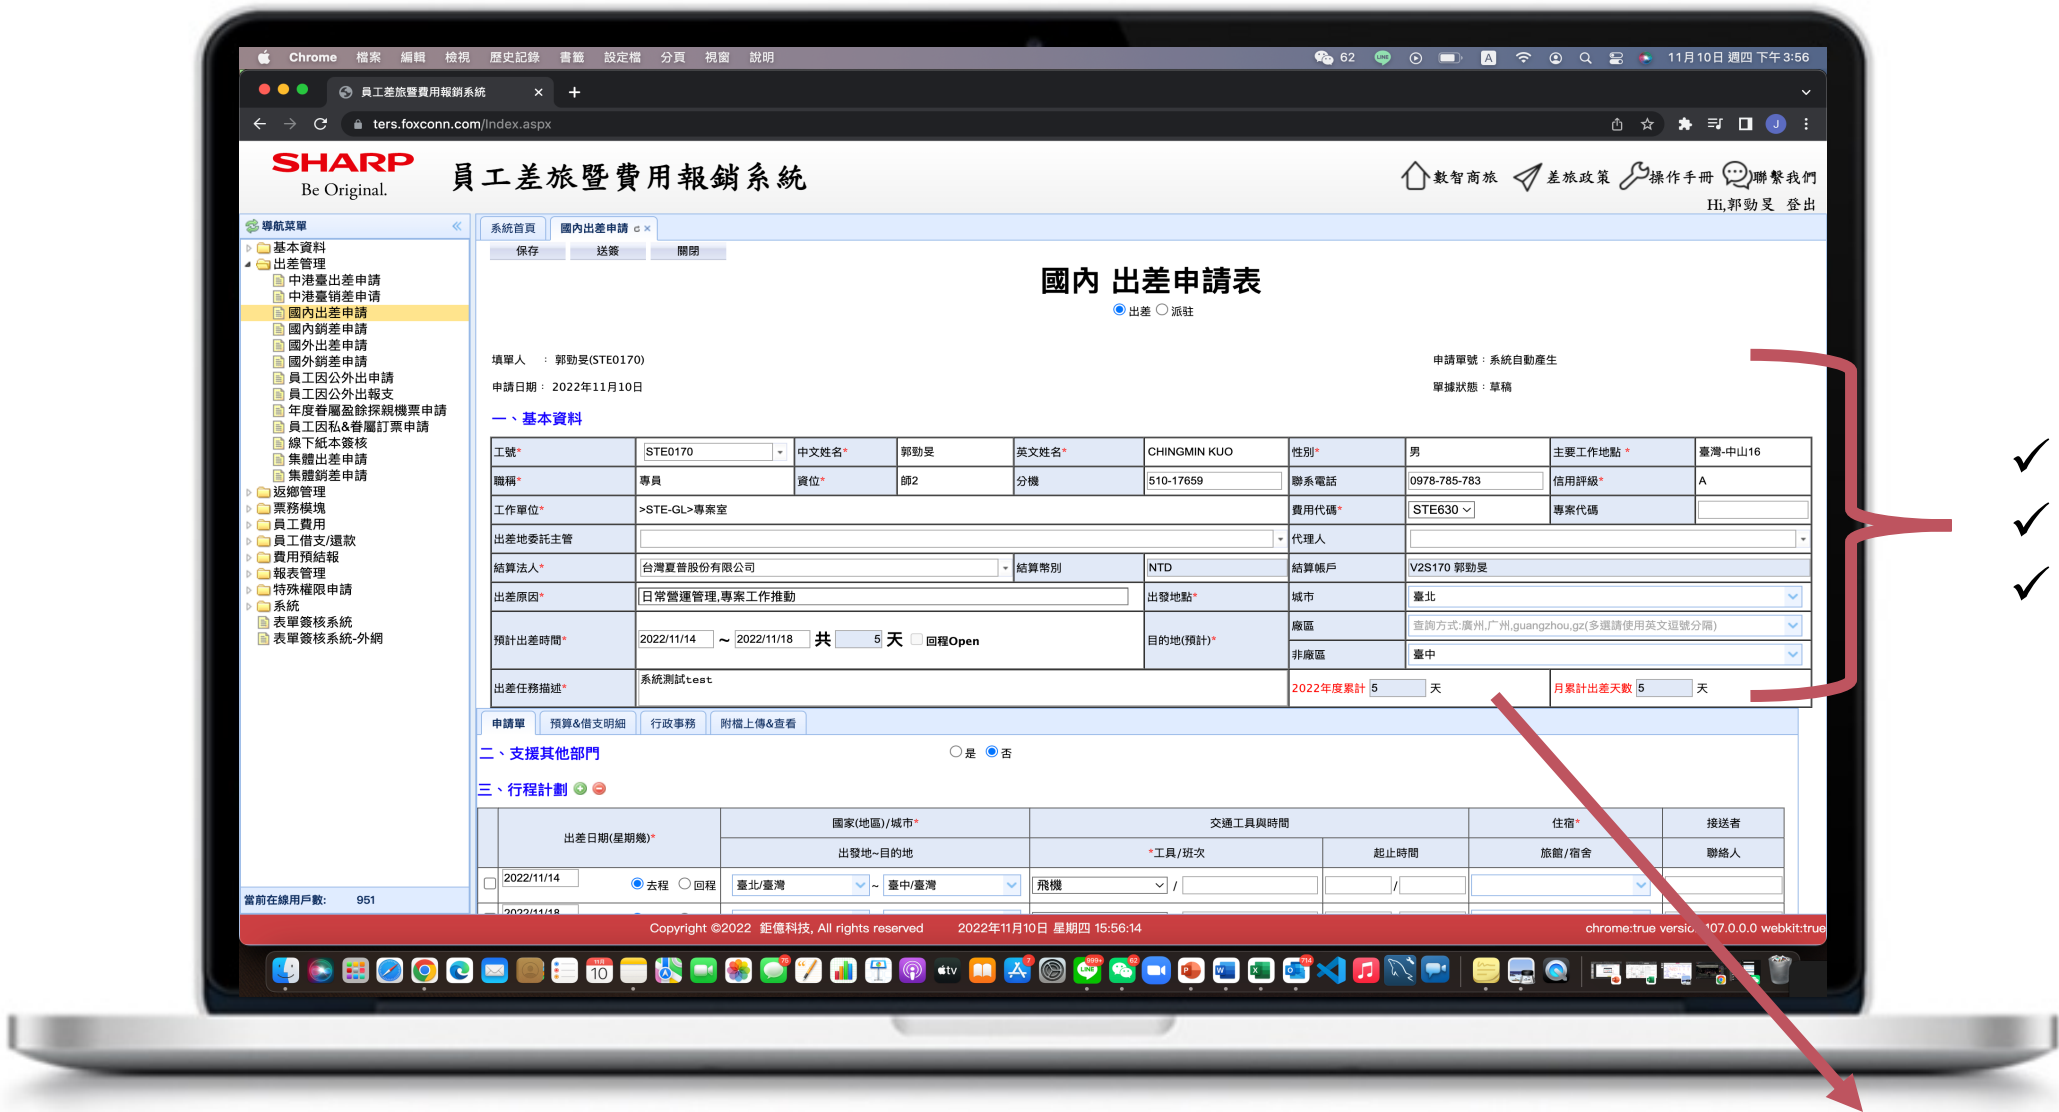 Chrome 檔案 編輯 檢視 歷史記錄 書籤 設定檔 分頁 視窗 說明 62 A 11月10日 週四 下午3:56
員工差旅暨費用報銷系統
ters.foxconn.com/Index.aspx J
SHARP
Be Original.
員工差旅暨費用報銷系統
數智商旅 差旅政策 操作手冊 聯繫我們
Hi,郭勁旻 登出
導航菜單
基本資料
出差管理
中港臺出差申請
中港臺销差申请
國內出差申請
國內銷差申請
國外出差申請
國外銷差申請
員工因公外出申請
員工因公外出報支
年度眷屬盈餘探親機票申請
員工因私&眷屬訂票申請
線下紙本簽核
集體出差申請
集體銷差申請
返鄉管理
票務模塊
員工費用
員工借支/還款
費用預結報
報表管理
特殊權限申請
系統
表單簽核系統
表單簽核系統-外網
當前在線用戶數: 951
系統首頁 國內出差申請
保存 送簽 關閉
國內 出差申請表
出差 派駐
填單人 : 郭勁旻(STE0170) 申請單號:系統自動產生
申請日期: 2022年11月10日 單據狀態:草稿
一、基本資料
工號* STE0170 中文姓名* 郭勁旻 英文姓名* CHINGMIN KUO 性別* 男 主要工作地點 * 臺灣-中山16
職稱* 專員 資位* 師2 分機 510-17659 聯系電話 0978-785-783 信用評級* A
工作單位* >STE-GL>專案室 費用代碼* STE630 專案代碼
出差地委託主管 代理人
結算法人* 台灣夏普股份有限公司 結算幣別 NTD 結算帳戶 V2S170 郭勁旻
出差原因* 日常營運管理,專案工作推動 出發地點* 城市 臺北
預計出差時間* 2022/11/14 ~ 2022/11/18 共 5 天 回程Open 目的地(預計)* 廠區 查詢方式:廣州,广州,guangzhou,gz(多選請使用英文逗號分隔)
非廠區 臺中
出差任務描述* 系統測試test 2022年度累計 5 天 月累計出差天數 5 天
申請單 預算&借支明細 行政事務 附檔上傳&查看
二、支援其他部門 是 否
三、行程計劃
出差日期(星期幾)* 國家(地區)/城市* 交通工具與時間 住宿* 接送者
出發地~目的地 *工具/班次 起止時間 旅館/宿舍 聯絡人
2022/11/14 去程 回程 臺北/臺灣 ~ 臺中/臺灣 飛機 / /
2022/11/18
Copyright ©2022 鉅億科技, All rights reserved 2022年11月10日 星期四 15:56:14 chrome:true 107.0.0.0 webkit:true